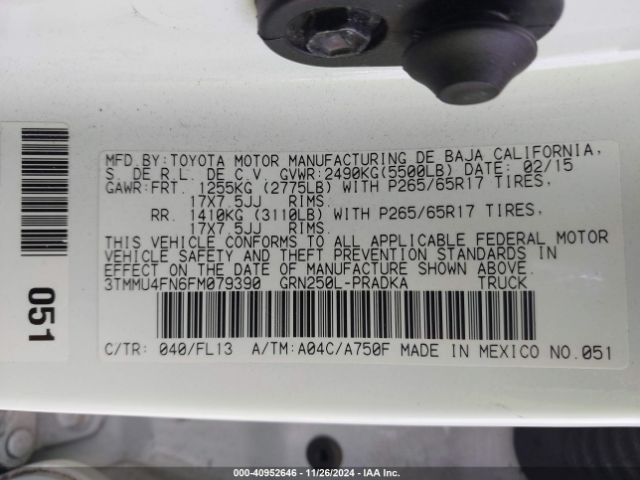 MFD.BY:TOYOTA MOTOR MANUFACTURING DE BAJA CALIFORNIA,
S. DE R.L. DE C.V. GVWR:2490KG(5500LB) DATE: 02/15
GAWR:FRT. 1255KG (2775LB) WITH P265/65R17 TIRES,
17X7.5JJ RIMS.
RR. 1410KG (3110LB) WITH P265/65R17 TIRES,
17X7.5JJ RIMS.
THIS VEHICLE CONFORMS TO ALL APPLICABLE FEDERAL MOTOR
VEHICLE SAFETY AND THEFT PREVENTION STANDARDS IN
EFFECT ON THE DATE OF MANUFACTURE SHOWN ABOVE.
3TMMU4FN6FM079390 GRN250L-PRADKA TRUCK
C/TR: 040/FL13 A/TM:A04C/A750F MADE IN MEXICO NO.051
051
000-40952646 - 11/26/2024 - IAA Inc.